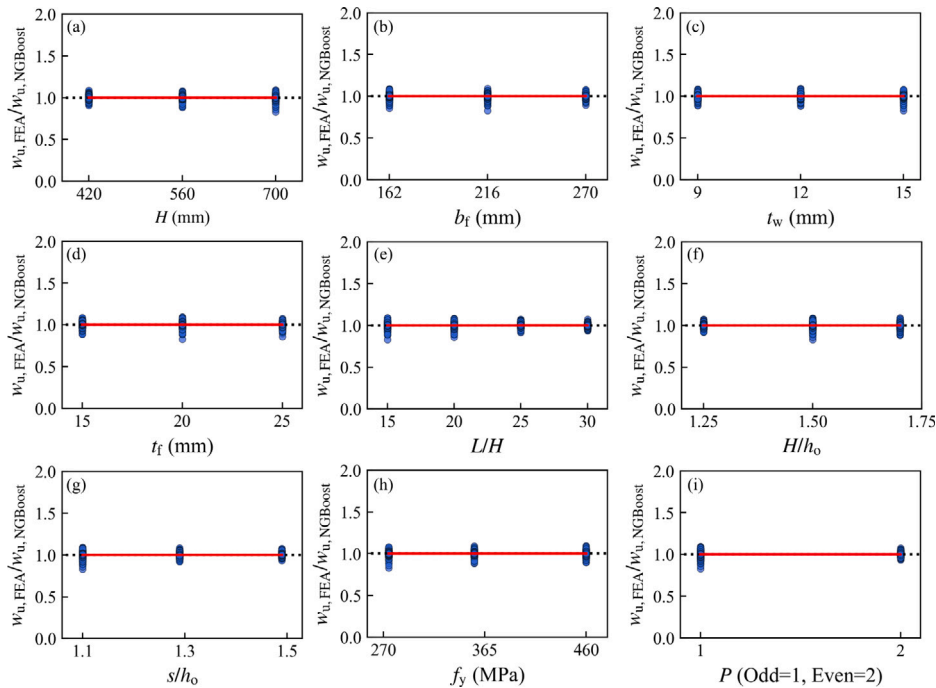 (a)
w_u, FEA/w_u, NGBoost
2.0
1.5
1.0
0.5
0.0
420 560 700
H (mm)
(b)
w_u, FEA/w_u, NGBoost
2.0
1.5
1.0
0.5
0.0
162 216 270
b_f (mm)
(c)
w_u, FEA/w_u, NGBoost
2.0
1.5
1.0
0.5
0.0
9 12 15
t_w (mm)
(d)
w_u, FEA/w_u, NGBoost
2.0
1.5
1.0
0.5
0.0
15 20 25
t_f (mm)
(e)
w_u, FEA/w_u, NGBoost
2.0
1.5
1.0
0.5
0.0
15 20 25 30
L/H
(f)
w_u, FEA/w_u, NGBoost
2.0
1.5
1.0
0.5
0.0
1.25 1.50 1.75
H/h_o
(g)
w_u, FEA/w_u, NGBoost
2.0
1.5
1.0
0.5
0.0
1.1 1.3 1.5
s/h_o
(h)
w_u, FEA/w_u, NGBoost
2.0
1.5
1.0
0.5
0.0
270 365 460
f_y (MPa)
(i)
w_u, FEA/w_u, NGBoost
2.0
1.5
1.0
0.5
0.0
1 2
P (Odd=1, Even=2)